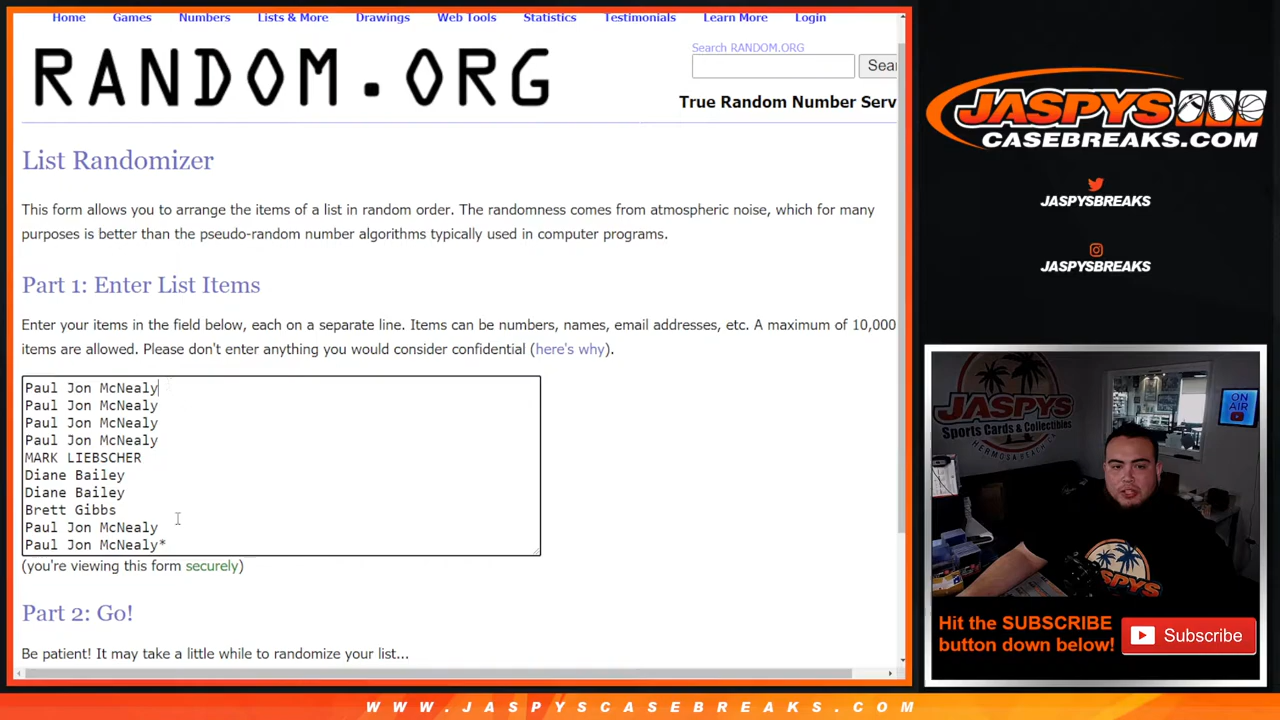 Home Games Numbers Lists & More Drawings Web Tools Statistics Testimonials Learn More Login
RANDOM.ORG
Search RANDOM.ORG
Sear
True Random Number Serv
List Randomizer
This form allows you to arrange the items of a list in random order. The randomness comes from atmospheric noise, which for many
purposes is better than the pseudo-random number algorithms typically used in computer programs.
Part 1: Enter List Items
Enter your items in the field below, each on a separate line. Items can be numbers, names, email addresses, etc. A maximum of 10,000
items are allowed. Please don't enter anything you would consider confidential (here's why).
Paul Jon McNealy
Paul Jon McNealy
Paul Jon McNealy
Paul Jon McNealy
MARK LIEBSCHER
Diane Bailey
Diane Bailey
Brett Gibbs
Paul Jon McNealy
Paul Jon McNealy*
(you're viewing this form securely)
Part 2: Go!
Be patient! It may take a little while to randomize your list...
JASPYS
CASEBREAKS.COM
JASPYSBREAKS
JASPYSBREAKS
JASPYS
Sports Cards & Collectibles
HERMOSA BEACH, CA
ON
AIR
JASPYS
Hit the SUBSCRIBE
button down below!
Subscribe
WWW.JASPYSCASEBREAKS.COM